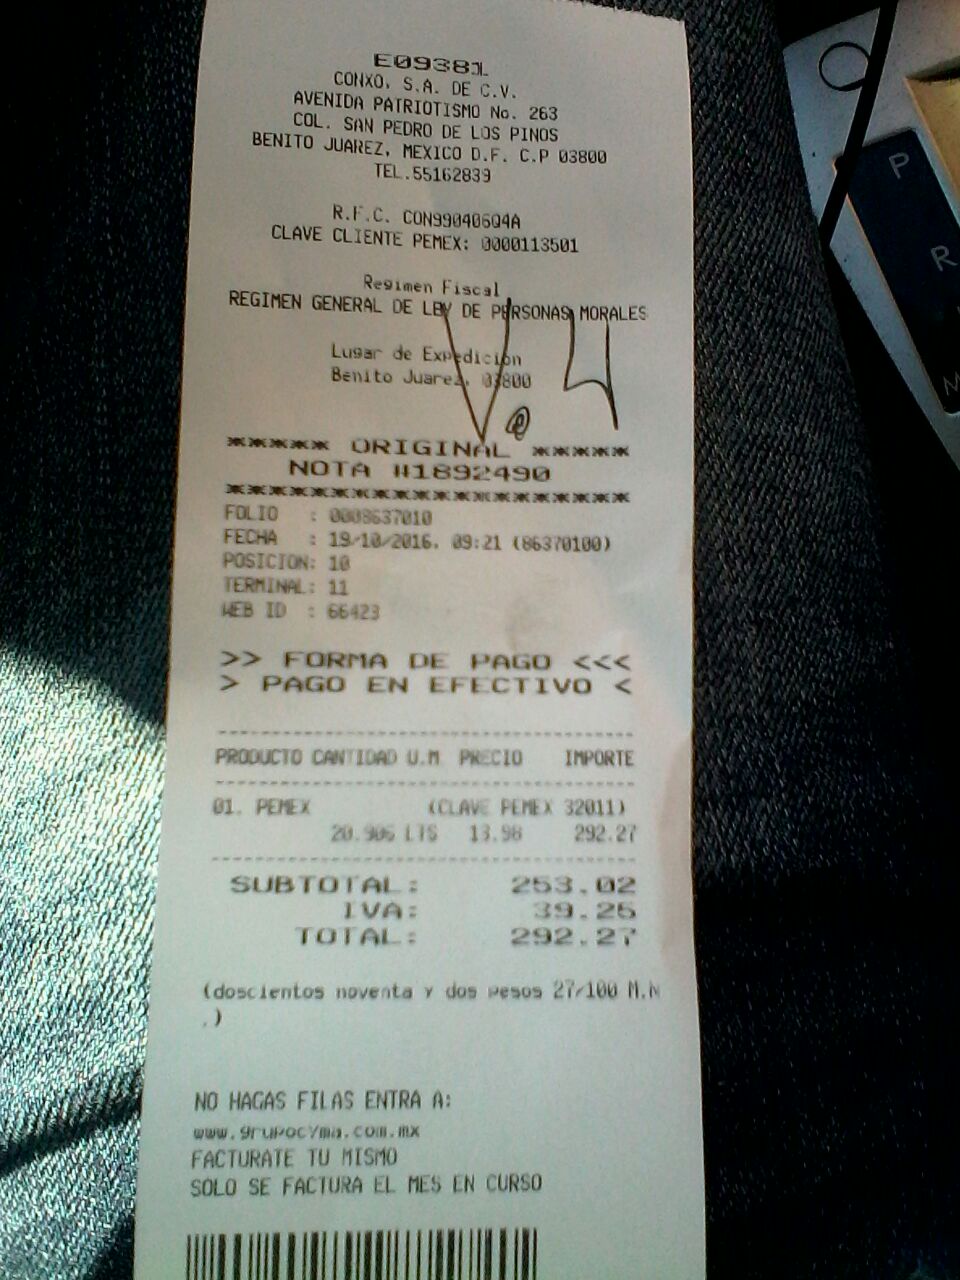 E09381
CONXO, S.A. DE C.V.
AVENIDA PATRIOTISMO No. 263
COL. SAN PEDRO DE LOS PINOS
BENITO JUAREZ, MEXICO D.F. C.P 03800
TEL.55162839
R.F.C. CON990406Q4A
CLAVE CLIENTE PEMEX: 0000113501
Regimen Fiscal
REGIMEN GENERAL DE LEY DE PERSONAS MORALES
Lugar de Expedicion
Benito Juarez, 03800
***** ORIGINAL *****
NOTA #1892490
********************
FOLIO : 0008637010
FECHA : 19/10/2016. 09:21 (86370100)
POSICION: 10
TERMINAL: 11
WEB ID : 66423
>> FORMA DE PAGO <<<
> PAGO EN EFECTIVO <
PRODUCTO CANTIDAD U.M PRECIO IMPORTE
01. PEMEX (CLAVE PEMEX 32011)
20.906 LTS 13.98 292.27
SUBTOTAL: 253.02
IVA: 39.25
TOTAL: 292.27
(doscientos noventa y dos pesos 27/100 M.N
.)
NO HAGAS FILAS ENTRA A:
www.grupocyma.com.mx
FACTURATE TU MISMO
SOLO SE FACTURA EL MES EN CURSO
P
R